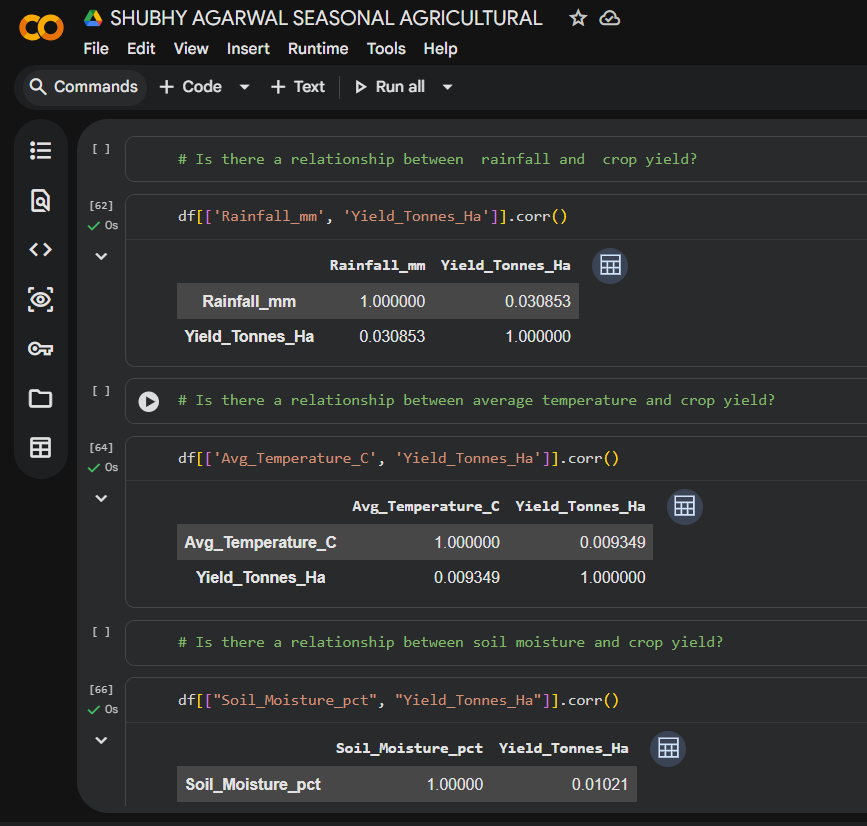 SHUBHY AGARWAL SEASONAL AGRICULTURAL
File Edit View Insert Runtime Tools Help
Commands + Code + Text Run all
[ ] # Is there a relationship between  rainfall and  crop yield?
[62] df[['Rainfall_mm', 'Yield_Tonnes_Ha']].corr()
0s
Rainfall_mm Yield_Tonnes_Ha
Rainfall_mm 1.000000 0.030853
Yield_Tonnes_Ha 0.030853 1.000000
[ ] # Is there a relationship between average temperature and crop yield?
[64] df[['Avg_Temperature_C', 'Yield_Tonnes_Ha']].corr()
0s
Avg_Temperature_C Yield_Tonnes_Ha
Avg_Temperature_C 1.000000 0.009349
Yield_Tonnes_Ha 0.009349 1.000000
[ ] # Is there a relationship between soil moisture and crop yield?
[66] df[["Soil_Moisture_pct", "Yield_Tonnes_Ha"]].corr()
0s
Soil_Moisture_pct Yield_Tonnes_Ha
Soil_Moisture_pct 1.00000 0.01021